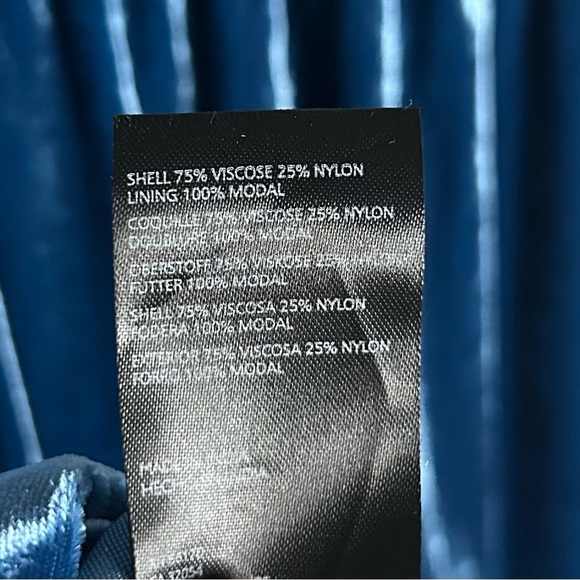 SHELL 75% VISCOSE 25% NYLON
LINING 100% MODAL
COQUILLE 75% VISCOSE 25% NYLON
DOUBLURE 100% MODAL
OBERSTOFF 75% VISKOSE 25%
FUTTER 100% MODAL
SHELL 75% VISCOSA 25% NYLON
FODERA 100% MODAL
EXTERIOR 75% VISCOSA 25% NYLON
FORRO 100% MODAL